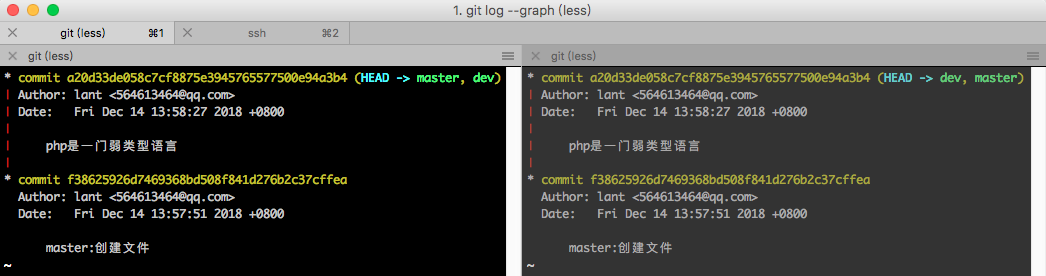 1. git log --graph (less)
git (less) ⌘1
ssh ⌘2
git (less)
* commit a20d33de058c7cf8875e3945765577500e94a3b4 (HEAD -> master, dev)
| Author: lant <564613464@qq.com>
| Date:   Fri Dec 14 13:58:27 2018 +0800
|
|     php是一门弱类型语言
|
* commit f38625926d7469368bd508f841d276b2c37cffea
  Author: lant <564613464@qq.com>
  Date:   Fri Dec 14 13:57:51 2018 +0800
      master:创建文件
~
git (less)
* commit a20d33de058c7cf8875e3945765577500e94a3b4 (HEAD -> dev, master)
| Author: lant <564613464@qq.com>
| Date:   Fri Dec 14 13:58:27 2018 +0800
|
|     php是一门弱类型语言
|
* commit f38625926d7469368bd508f841d276b2c37cffea
  Author: lant <564613464@qq.com>
  Date:   Fri Dec 14 13:57:51 2018 +0800
      master:创建文件
~